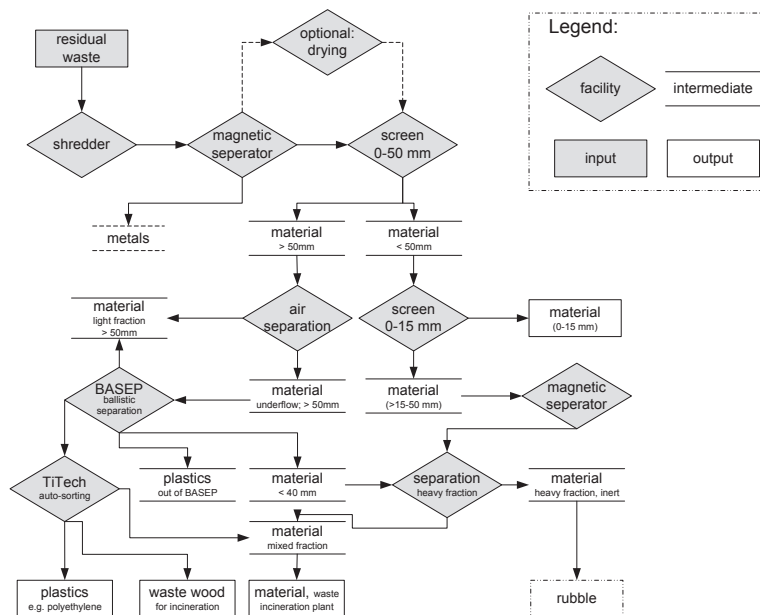 residual
waste
optional:
drying
Legend:
facility
intermediate
input
output
shredder
magnetic
seperator
screen
0-50 mm
metals
material
> 50mm
material
< 50mm
material
light fraction
> 50mm
air
separation
screen
0-15 mm
material
(0-15 mm)
BASEP
ballistic
separation
material
underflow; > 50mm
material
(>15-50 mm)
magnetic
seperator
TiTech
auto-sorting
plastics
out of BASEP
material
< 40 mm
separation
heavy fraction
material
heavy fraction, inert
material
mixed fraction
plastics
e.g. polyethylene
waste wood
for incineration
material, waste
incineration plant
rubble